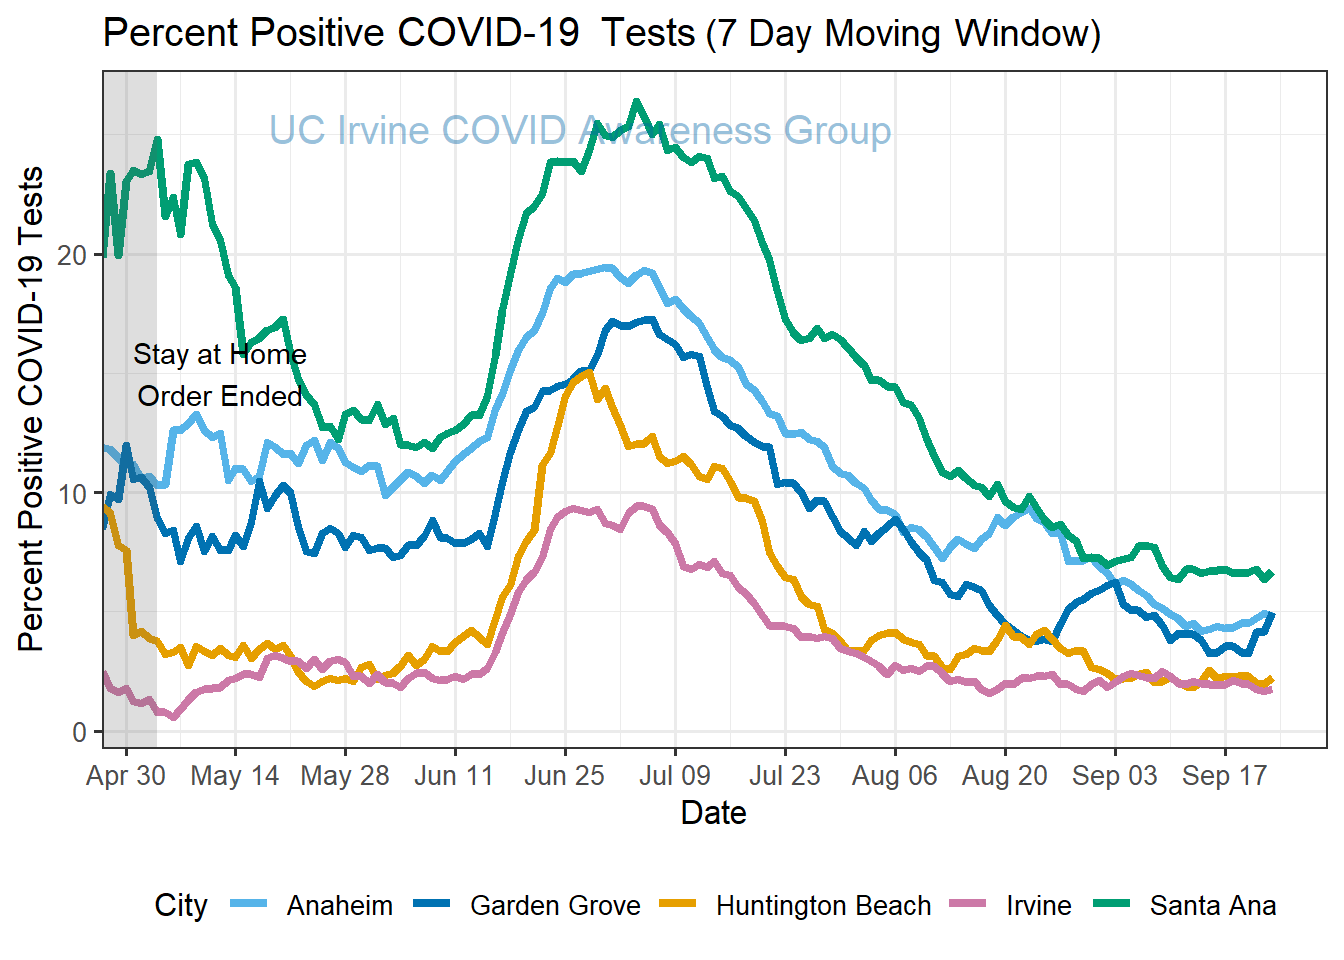 Percent Positive COVID-19  Tests (7 Day Moving Window)
UC Irvine COVID Awareness Group
Percent Positive COVID-19 Tests
20
10
0
Stay at Home
Order Ended
Apr 30 May 14 May 28 Jun 11 Jun 25 Jul 09 Jul 23 Aug 06 Aug 20 Sep 03 Sep 17
Date
City Anaheim Garden Grove Huntington Beach Irvine Santa Ana